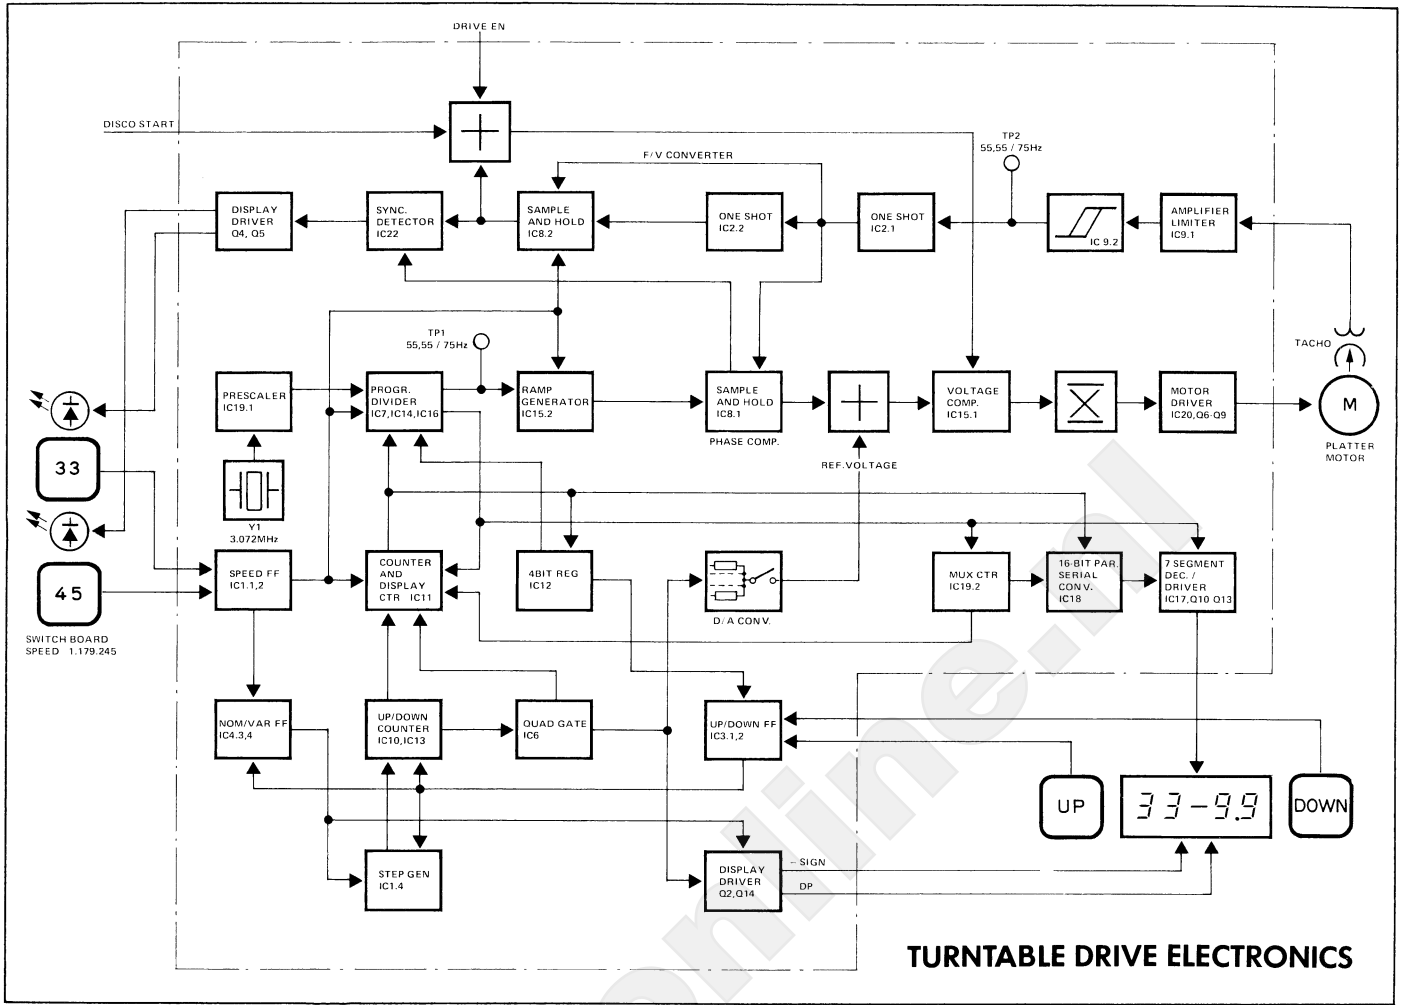 DRIVE EN
DISCO START
TP2
55,55 / 75Hz
F/V CONVERTER
DISPLAY
DRIVER
Q4, Q5
SYNC.
DETECTOR
IC22
SAMPLE
AND HOLD
IC8.2
ONE SHOT
IC2.2
ONE SHOT
IC2.1
IC 9.2
AMPLIFIER
LIMITER
IC9.1
TP1
55,55 / 75Hz
TACHO
PRESCALER
IC19.1
PROGR.
DIVIDER
IC7,IC14,IC16
RAMP
GENERATOR
IC15.2
SAMPLE
AND HOLD
IC8.1
PHASE COMP.
VOLTAGE
COMP.
IC15.1
MOTOR
DRIVER
IC20,Q6-Q9
M
PLATTER
MOTOR
REF.VOLTAGE
33
Y1
3.072MHz
SPEED FF
IC1.1,2
COUNTER
AND
DISPLAY
CTR IC11
4BIT REG
IC12
D/A CONV.
MUX CTR
IC19.2
16-BIT PAR.
SERIAL
CONV.
IC18
7 SEGMENT
DEC. /
DRIVER
IC17,Q10 Q13
45
SWITCH BOARD
SPEED 1.179.245
NOM/VAR FF
IC4.3,4
UP/DOWN
COUNTER
IC10,IC13
QUAD GATE
IC6
UP/DOWN FF
IC3.1,2
UP
33-9.9
DOWN
STEP GEN
IC1.4
DISPLAY
DRIVER
Q2,Q14
– SIGN
DP
TURNTABLE DRIVE ELECTRONICS
online.nl